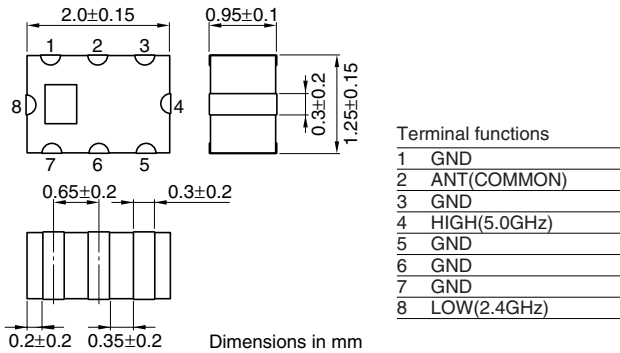 2.0±0.15
0.95±0.1
1 2 3
8 4
7 6 5
0.3±0.2
1.25±0.15
0.65±0.2
0.3±0.2
0.2±0.2
0.35±0.2
Dimensions in mm
Terminal functions
1 GND
2 ANT(COMMON)
3 GND
4 HIGH(5.0GHz)
5 GND
6 GND
7 GND
8 LOW(2.4GHz)